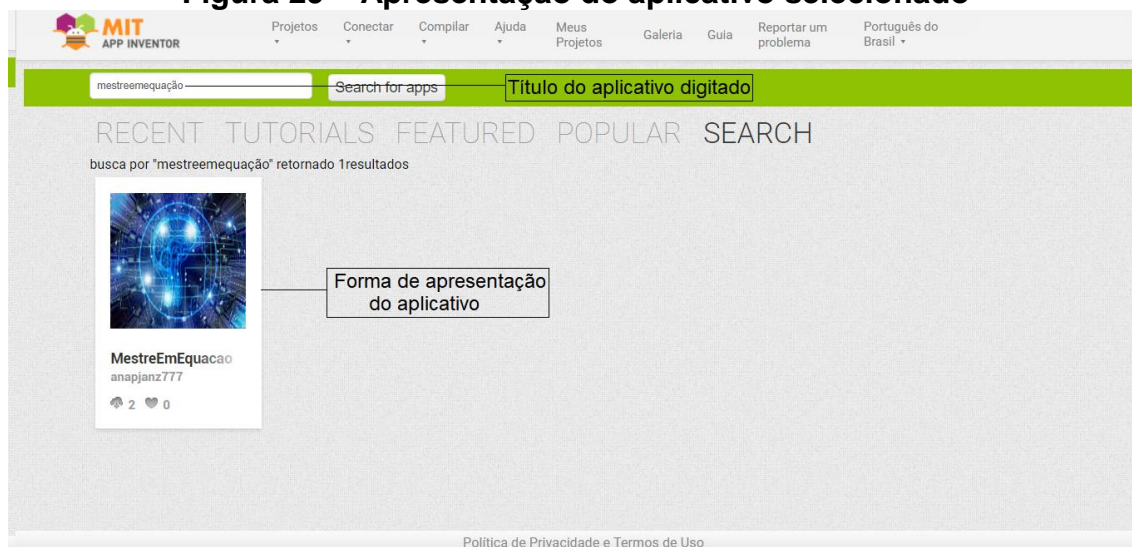 Apresentação do aplicativo selecionado
MIT
APP INVENTOR
Projetos
Conectar
Compilar
Ajuda
Meus
Projetos
Galeria
Guia
Reportar um
problema
Português do
Brasil
mestreemequação
Search for apps
Título do aplicativo digitado
RECENT TUTORIALS FEATURED POPULAR SEARCH
busca por "mestreemequação" retornado 1resultados
Forma de apresentação
do aplicativo
MestreEmEquacao
anapjanz777
2 0
Política de Privacidade e Termos de Uso